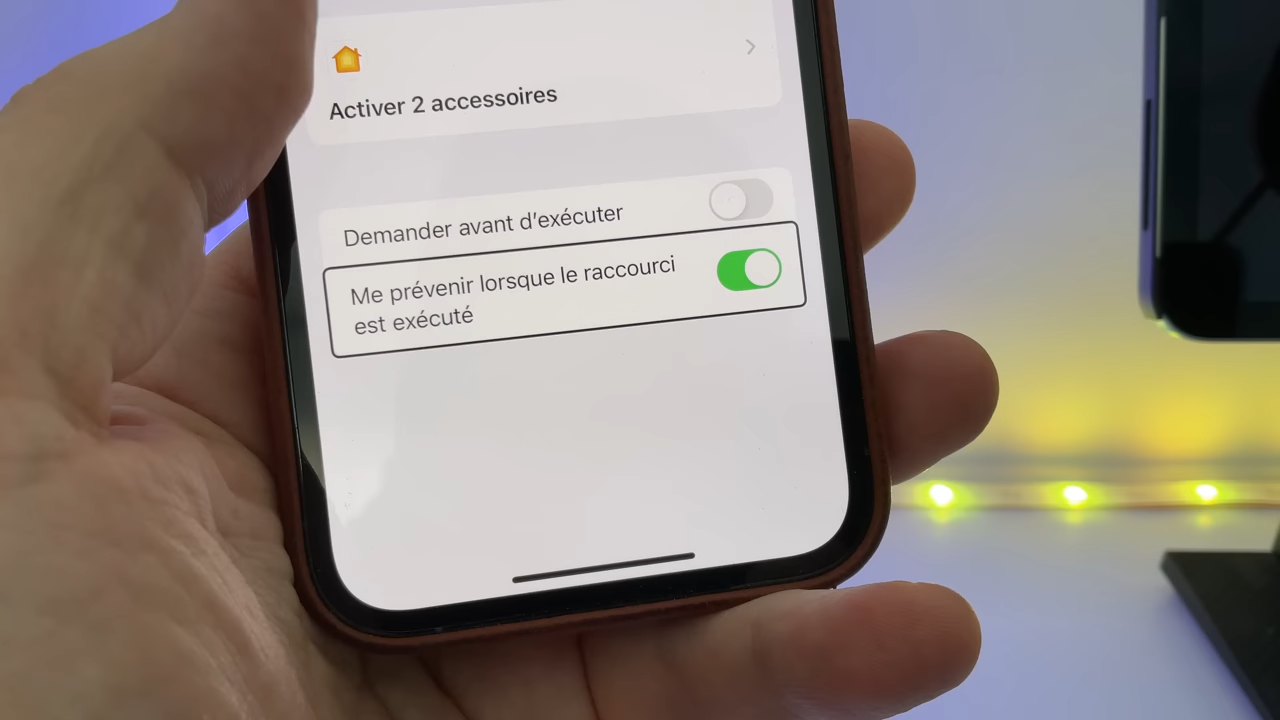 Activer 2 accessoires
Demander avant d'exécuter
Me prévenir lorsque le raccourci
est exécuté